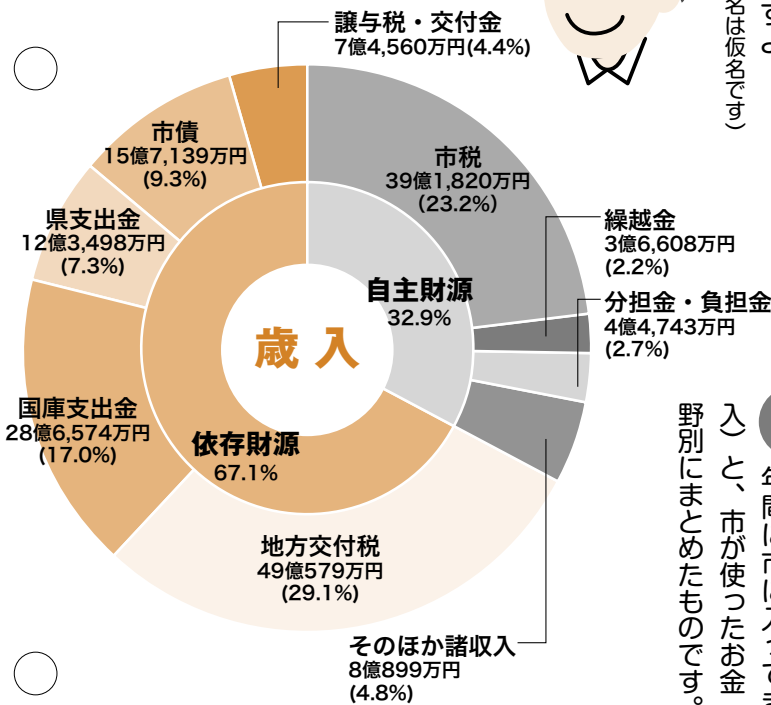 名は仮名です）
譲与税・交付金
7億4,560万円(4.4%)
市税
39億1,820万円
(23.2%)
繰越金
3億6,608万円
(2.2%)
分担金・負担金
4億4,743万円
(2.7%)
そのほか諸収入
8億899万円
(4.8%)
地方交付税
49億579万円
(29.1%)
国庫支出金
28億6,574万円
(17.0%)
県支出金
12億3,498万円
(7.3%)
市債
15億7,139万円
(9.3%)
自主財源
32.9%
依存財源
67.1%
歳入
入）と、市が使ったお金
野別にまとめたものです。